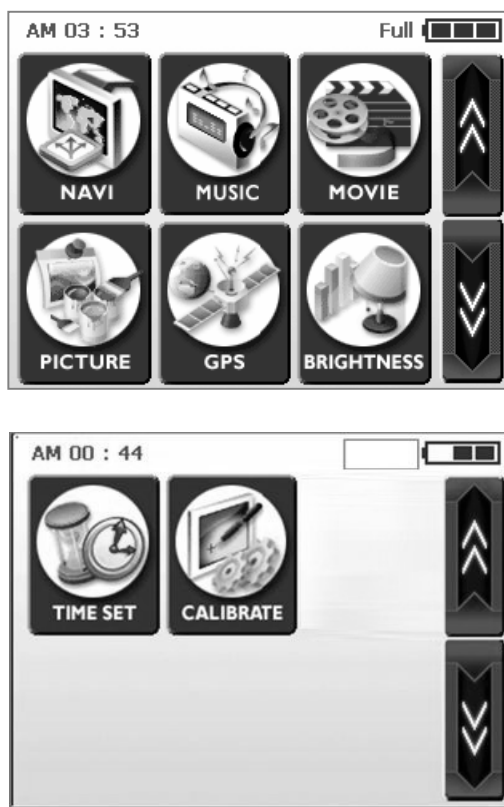 AM 03 : 53 Full
NAVI MUSIC MOVIE
PICTURE GPS BRIGHTNESS
AM 00 : 44
TIME SET CALIBRATE